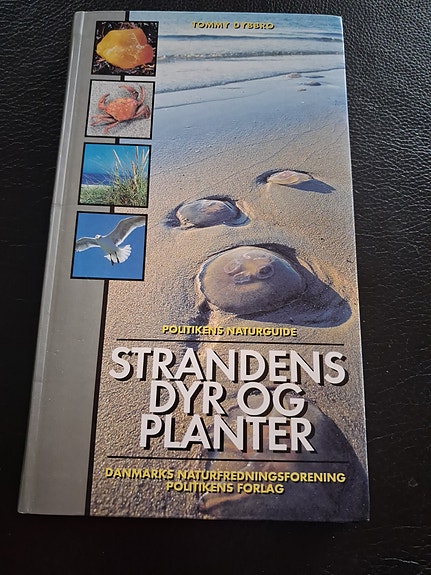 TOMMY DYBBRO
POLITIKENS NATURGUIDE
STRANDENS
DYR OG
PLANTER
DANMARKS NATURFREDNINGSFORENING
POLITIKENS FORLAG